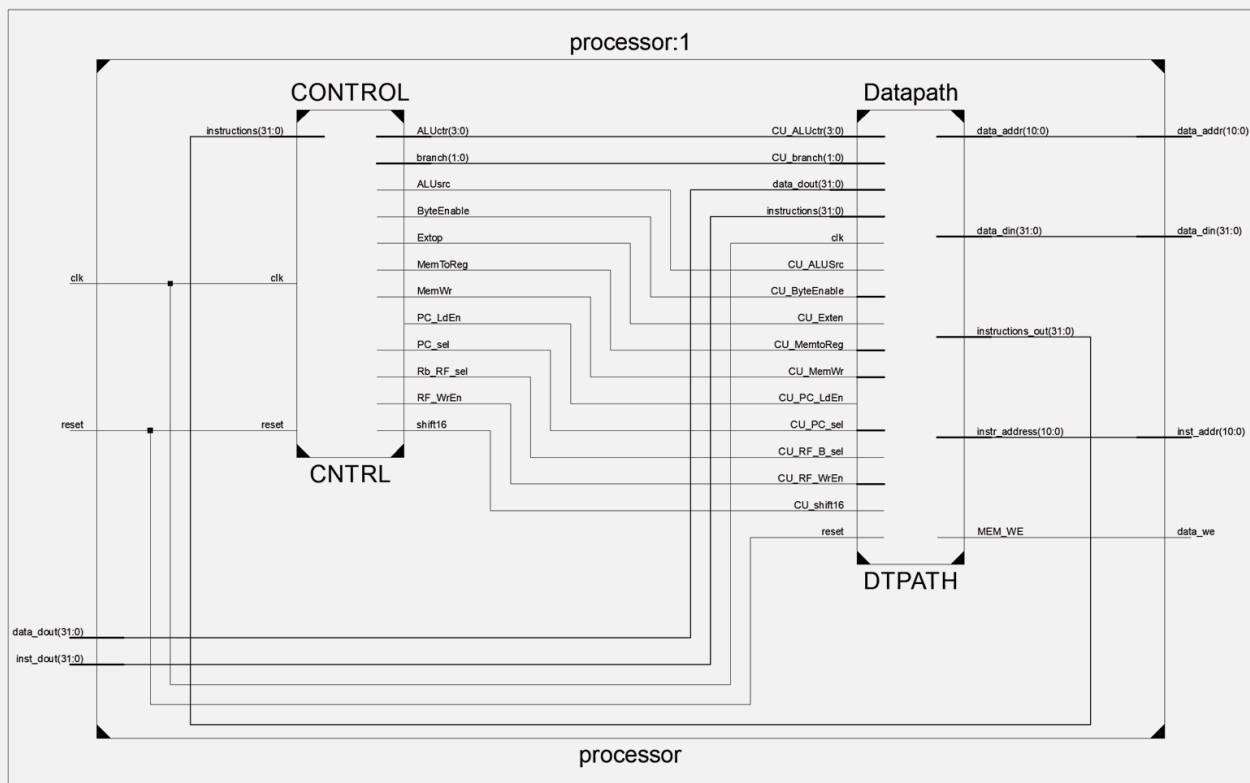 processor:1
CONTROL
Datapath
instructions(31:0)
ALUctr(3:0)
CU_ALUctr(3:0)
data_addr(10:0)
data_addr(10:0)
branch(1:0)
CU_branch(1:0)
ALUsrc
data_dout(31:0)
ByteEnable
instructions(31:0)
Extop
clk
data_din(31:0)
data_din(31:0)
MemToReg
CU_ALUSrc
clk
clk
MemWr
CU_ByteEnable
PC_LdEn
CU_Exten
instructions_out(31:0)
PC_sel
CU_MemtoReg
Rb_RF_sel
CU_MemWr
RF_WrEn
CU_PC_LdEn
reset
reset
shift16
CU_PC_sel
instr_address(10:0)
inst_addr(10:0)
CU_RF_B_sel
CNTRL
CU_RF_WrEn
CU_shift16
reset
MEM_WE
data_we
DTPATH
data_dout(31:0)
inst_dout(31:0)
processor